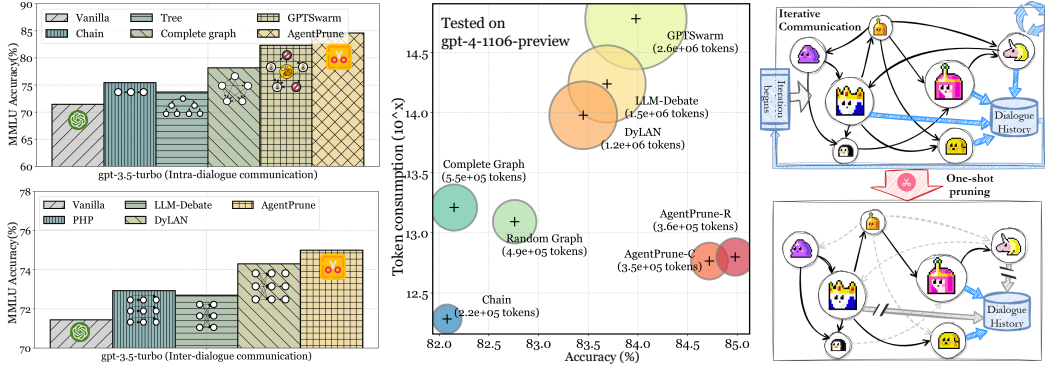 90
85
80
75
70
65
60
MMLU Accuracy(%)
Vanilla
Chain
Tree
Complete graph
GPTSwarm
AgentPrune
gpt-3.5-turbo (Intra-dialogue communication)
78
76
74
72
70
MMLU Accuracy(%)
Vanilla
PHP
LLM-Debate
DyLAN
AgentPrune
gpt-3.5-turbo (Inter-dialogue communication)
Tested on
gpt-4-1106-preview
Token consumption (10^x)
14.5
14.0
13.5
13.0
12.5
GPTSwarm
(2.6e+06 tokens)
LLM-Debate
(1.5e+06 tokens)
DyLAN
(1.2e+06 tokens)
Complete Graph
(5.5e+05 tokens)
Random Graph
(4.9e+05 tokens)
AgentPrune-R
(3.6e+05 tokens)
AgentPrune-C
(3.5e+05 tokens)
Chain
(2.2e+05 tokens)
82.0
82.5
83.0
83.5
84.0
84.5
85.0
Accuracy (%)
Iterative
Communication
Iteration
begins
Dialogue
History
One-shot
pruning
Dialogue
History